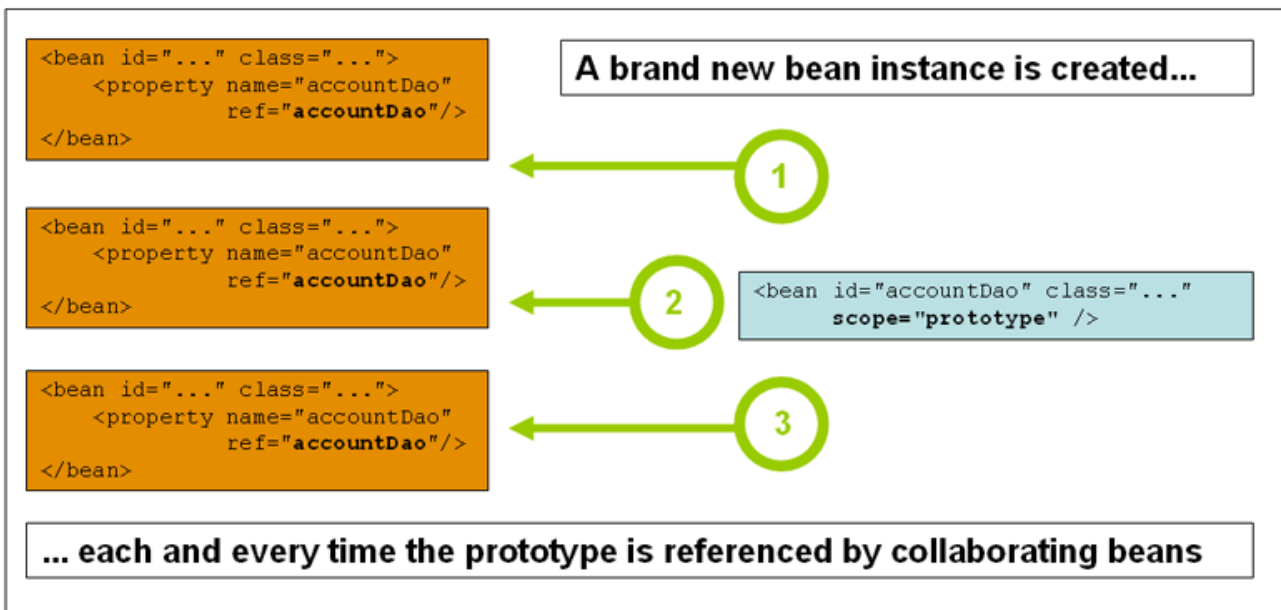 <bean id="..." class="...">
<property name="accountDao"
ref="accountDao"/>
</bean>
A brand new bean instance is created...
1
<bean id="..." class="...">
<property name="accountDao"
ref="accountDao"/>
</bean>
2
<bean id="accountDao" class="..."
scope="prototype" />
<bean id="..." class="...">
<property name="accountDao"
ref="accountDao"/>
</bean>
3
... each and every time the prototype is referenced by collaborating beans